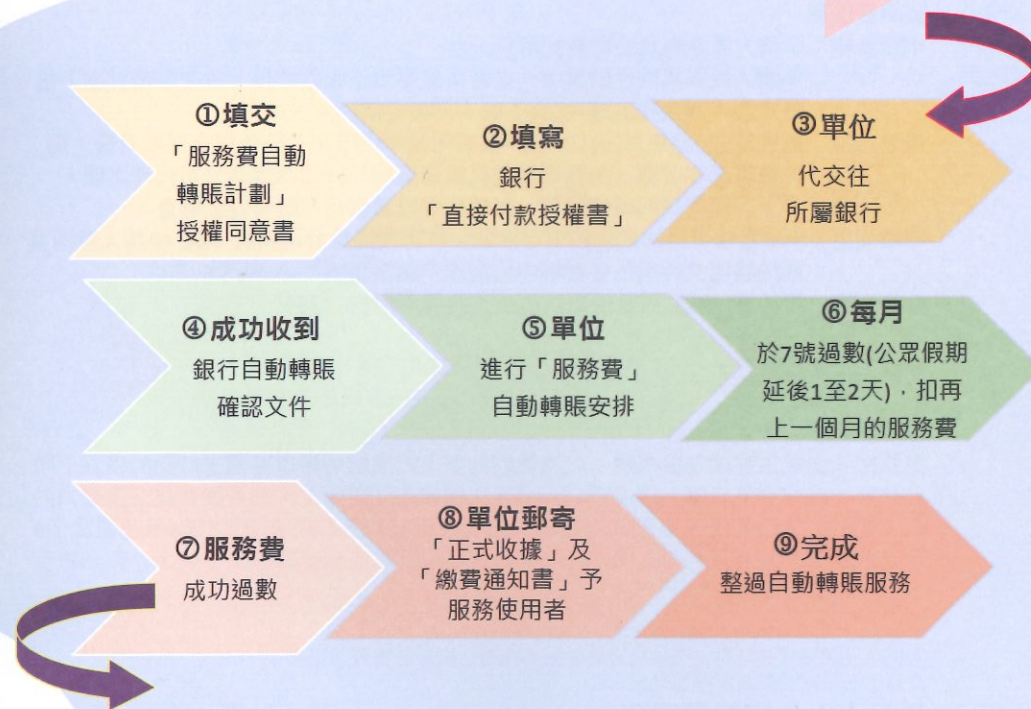 ①填交
「服務費自動
轉賬計劃」
授權同意書
②填寫
銀行
「直接付款授權書」
③單位
代交往
所屬銀行
④成功收到
銀行自動轉賬
確認文件
⑤單位
進行「服務費」
自動轉賬安排
⑥每月
於7號過數(公眾假期
延後1至2天)，扣再
上一個月的服務費
⑦服務費
成功過數
⑧單位郵寄
「正式收據」及
「繳費通知書」予
服務使用者
⑨完成
整過自動轉賬服務